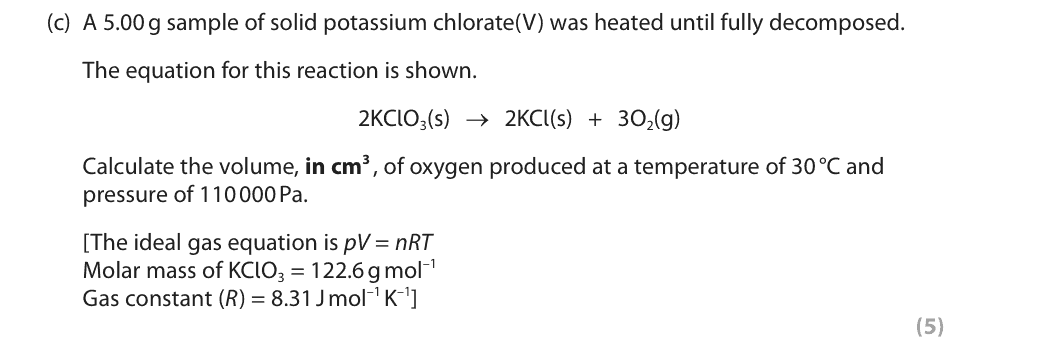 (c) A 5.00 g sample of solid potassium chlorate(V) was heated until fully decomposed.
The equation for this reaction is shown.
2KClO₃(s) → 2KCl(s) + 3O₂(g)
Calculate the volume, in cm³, of oxygen produced at a temperature of 30 °C and
pressure of 110 000 Pa.
[The ideal gas equation is pV = nRT
Molar mass of KClO₃ = 122.6 g mol⁻¹
Gas constant (R) = 8.31 J mol⁻¹ K⁻¹]
(5)